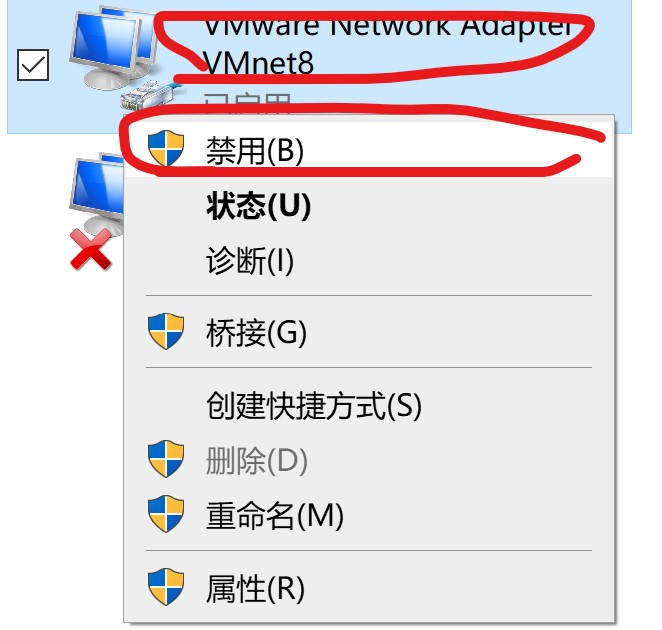 VMware Network Adapter
VMnet8
已启用
禁用(B)
状态(U)
诊断(I)
桥接(G)
创建快捷方式(S)
删除(D)
重命名(M)
属性(R)